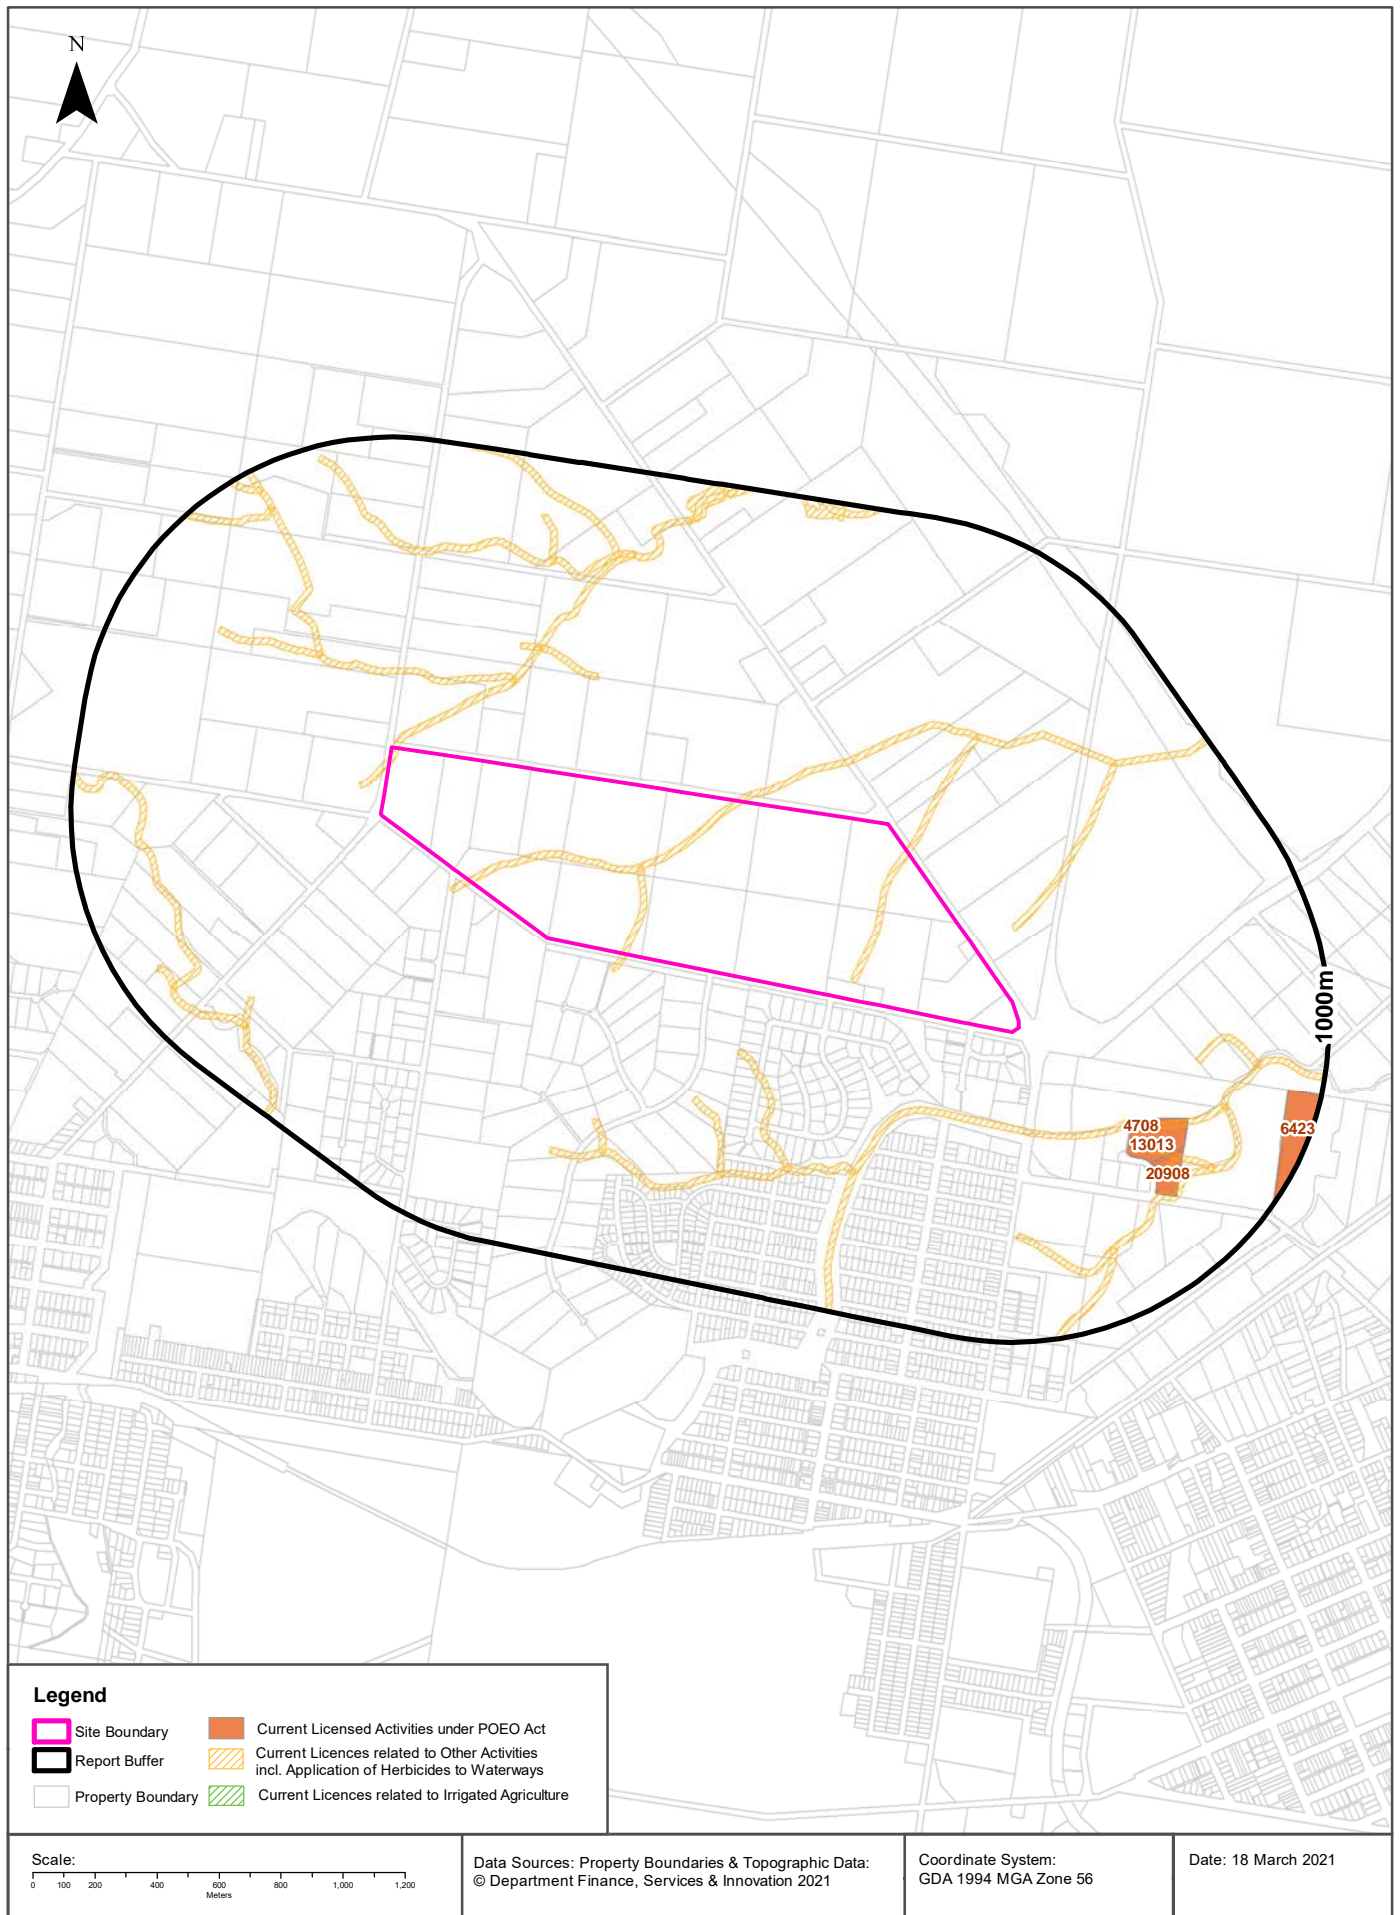 N
1000m
4708
13013
20908
6423
Legend
Site Boundary
Report Buffer
Property Boundary
Current Licensed Activities under POEO Act
Current Licences related to Other Activities
incl. Application of Herbicides to Waterways
Current Licences related to Irrigated Agriculture
Scale:
0 100 200 400 600 800 1,000 1,200
Meters
Data Sources: Property Boundaries & Topographic Data:
© Department Finance, Services & Innovation 2021
Coordinate System:
GDA 1994 MGA Zone 56
Date: 18 March 2021